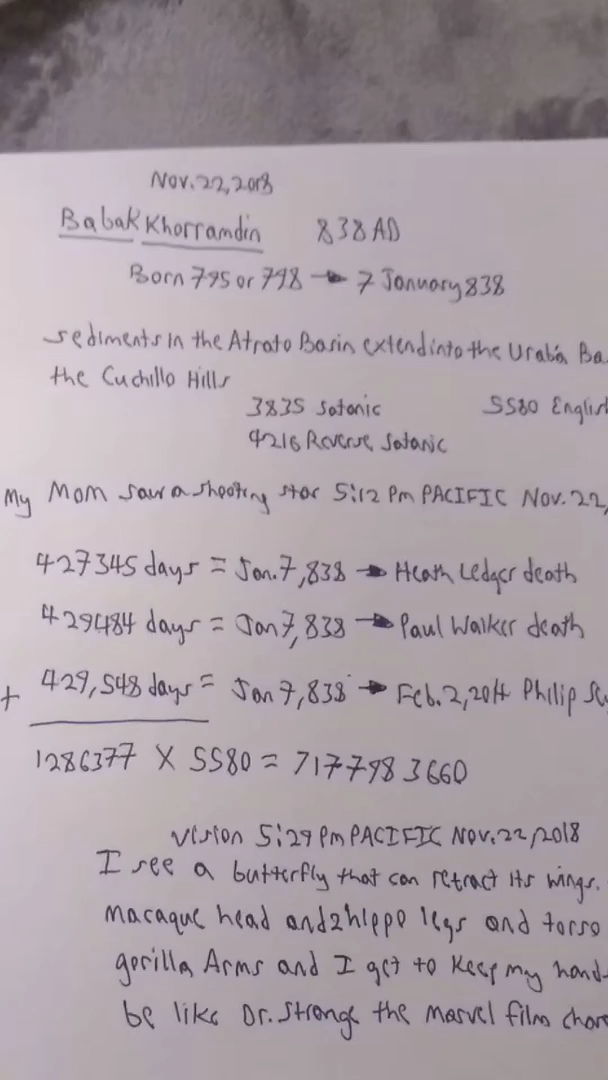 Nov.22,2018
Babak Khorramdin 838 AD
Born 795 or 798 → 7 January 838
sediments in the Atrato Basin extend into the Urabá Ba
the Cuchillo Hills
3835 Satanic 5580 English
4216 Reverse Satanic
My Mom saw a shooting star 5:12 Pm PACIFIC Nov.22,
427345 days = Jan.7,838 → Heath Ledger death
429484 days = Jan 7,838 → Paul Walker death
+ 429,548 days = Jan 7,838 → Feb.2,2014 Philip Se
1286377 X 5580 = 7177983660
Vision 5:29 Pm PACIFIC Nov.22,2018
I see a butterfly that can retract its wings.
macaque head and 2 hippo legs and torso
gorilla Arms and I get to keep my hands
be like Dr. Strange the marvel film char